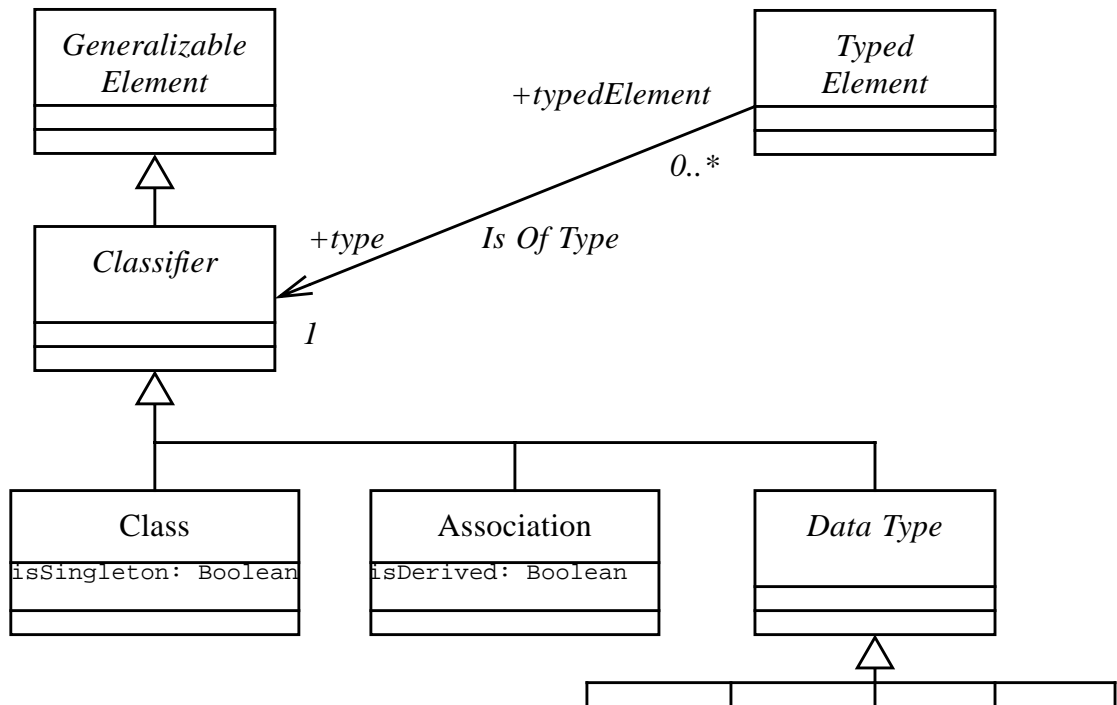 Generalizable
Element
Typed
Element
+typedElement
0..*
+type
Is Of Type
Classifier
1
Class
Association
Data Type
isSingleton: Boolean
isDerived: Boolean